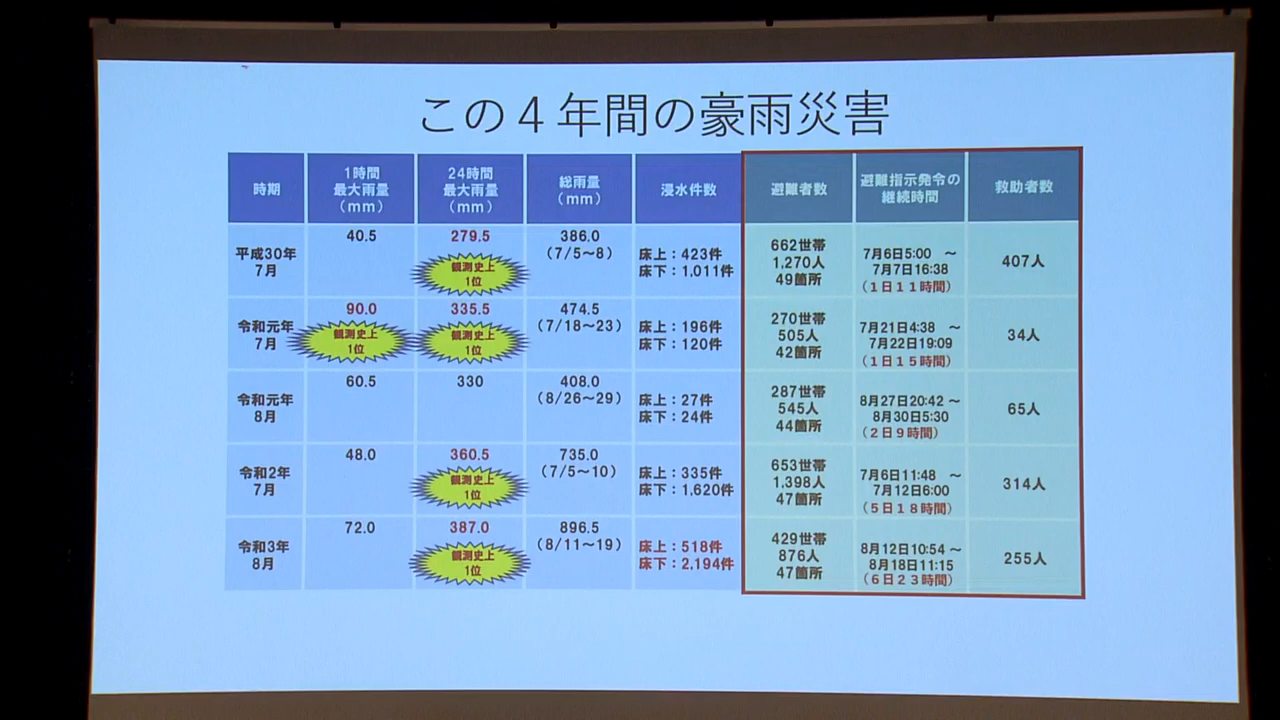 この４年間の豪雨災害
時期
1時間
最大雨量
（mm）
24時間
最大雨量
（mm）
総雨量
（mm）
浸水件数
避難者数
避難指示発令の
継続時間
救助者数
平成30年
7月
40.5
279.5
観測史上
1位
386.0
（7/5～8）
床上：423件
床下：1,011件
662世帯
1,270人
49箇所
7月6日5:00　～
7月7日16:38
（１日１１時間）
407人
令和元年
7月
90.0
観測史上
1位
335.5
観測史上
1位
474.5
（7/18～23）
床上：196件
床下：120件
270世帯
505人
42箇所
7月21日4:38　～
7月22日19:09
（１日１５時間）
34人
令和元年
8月
60.5
330
408.0
（8/26～29）
床上：27件
床下：24件
287世帯
545人
44箇所
8月27日20:42 ～
8月30日5:30
（２日９時間）
65人
令和2年
7月
48.0
360.5
観測史上
1位
735.0
（7/5～10）
床上：335件
床下：1,620件
653世帯
1,398人
47箇所
7月6日11:48　～
7月12日6:00
（５日１８時間）
314人
令和3年
8月
72.0
387.0
観測史上
1位
896.5
（8/11～19）
床上：518件
床下：2,194件
429世帯
876人
47箇所
8月12日10:54 ～
8月18日11:15
（６日２３時間）
255人